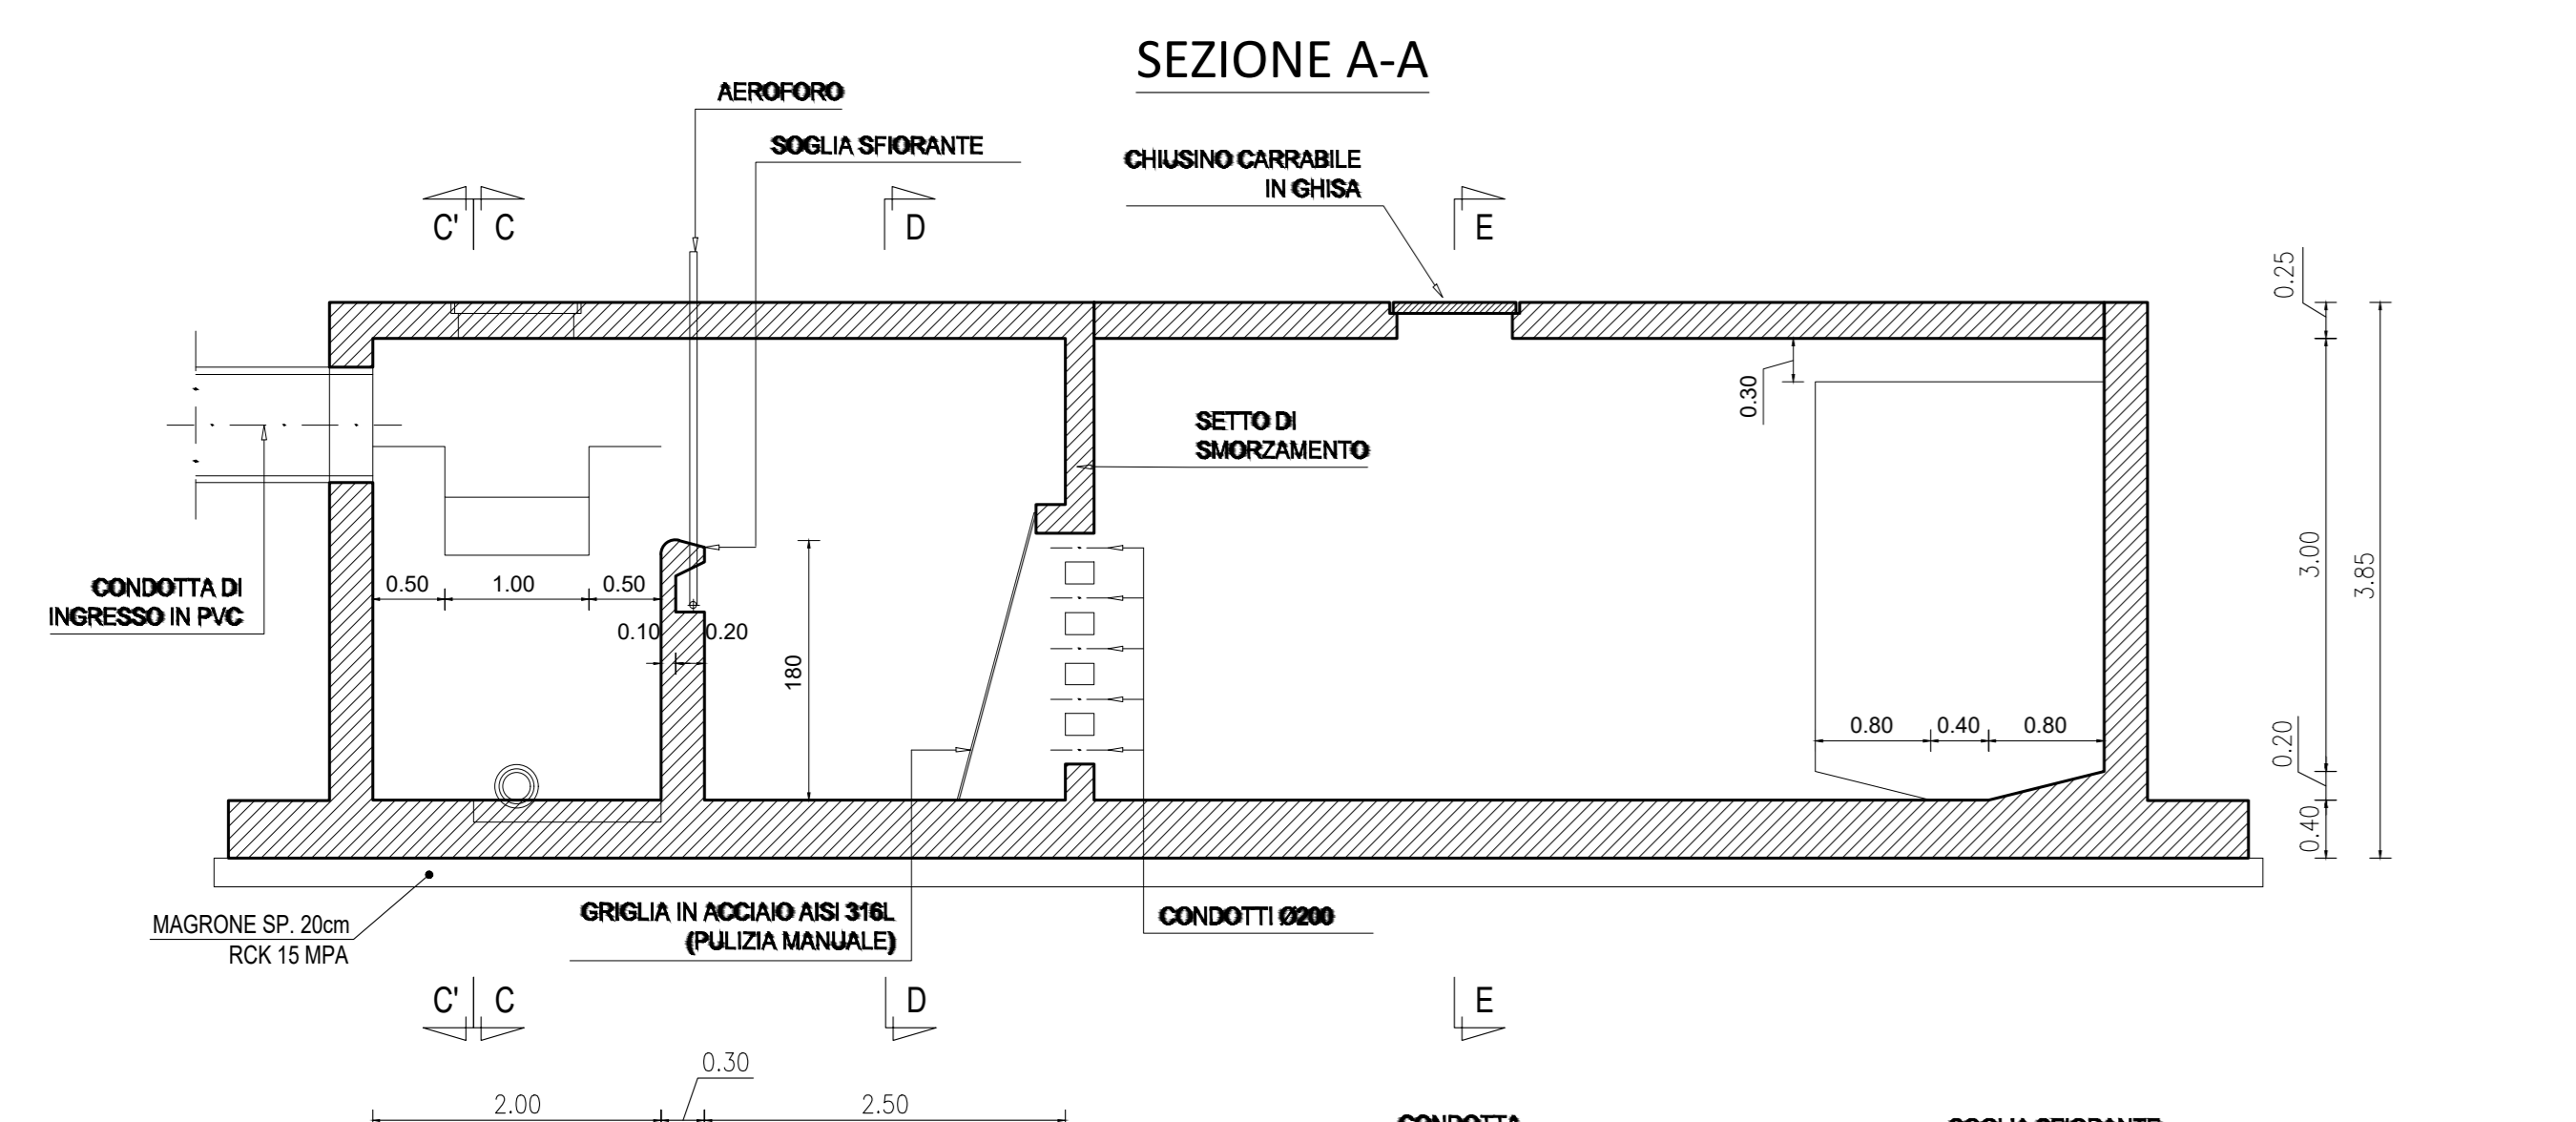 SEZIONE A-A
AEROFORO
SOGLIA SFIORANTE
CHIUSINO CARRABILE
IN GHISA
C' C
D
E
0.25
0.30
SETTO DI
SMORZAMENTO
CONDOTTA DI
INGRESSO IN PVC
0.50 1.00 0.50
0.10 0.20
180
3.00
3.85
0.80 0.40 0.80
0.20
0.40
MAGRONE SP. 20cm
RCK 15 MPA
GRIGLIA IN ACCIAIO AISI 316L
(PULIZIA MANUALE)
CONDOTTI Ø200
C' C
D
E
0.30
2.00
2.50
CONDOTTA
SOGLIA SFIORANTE